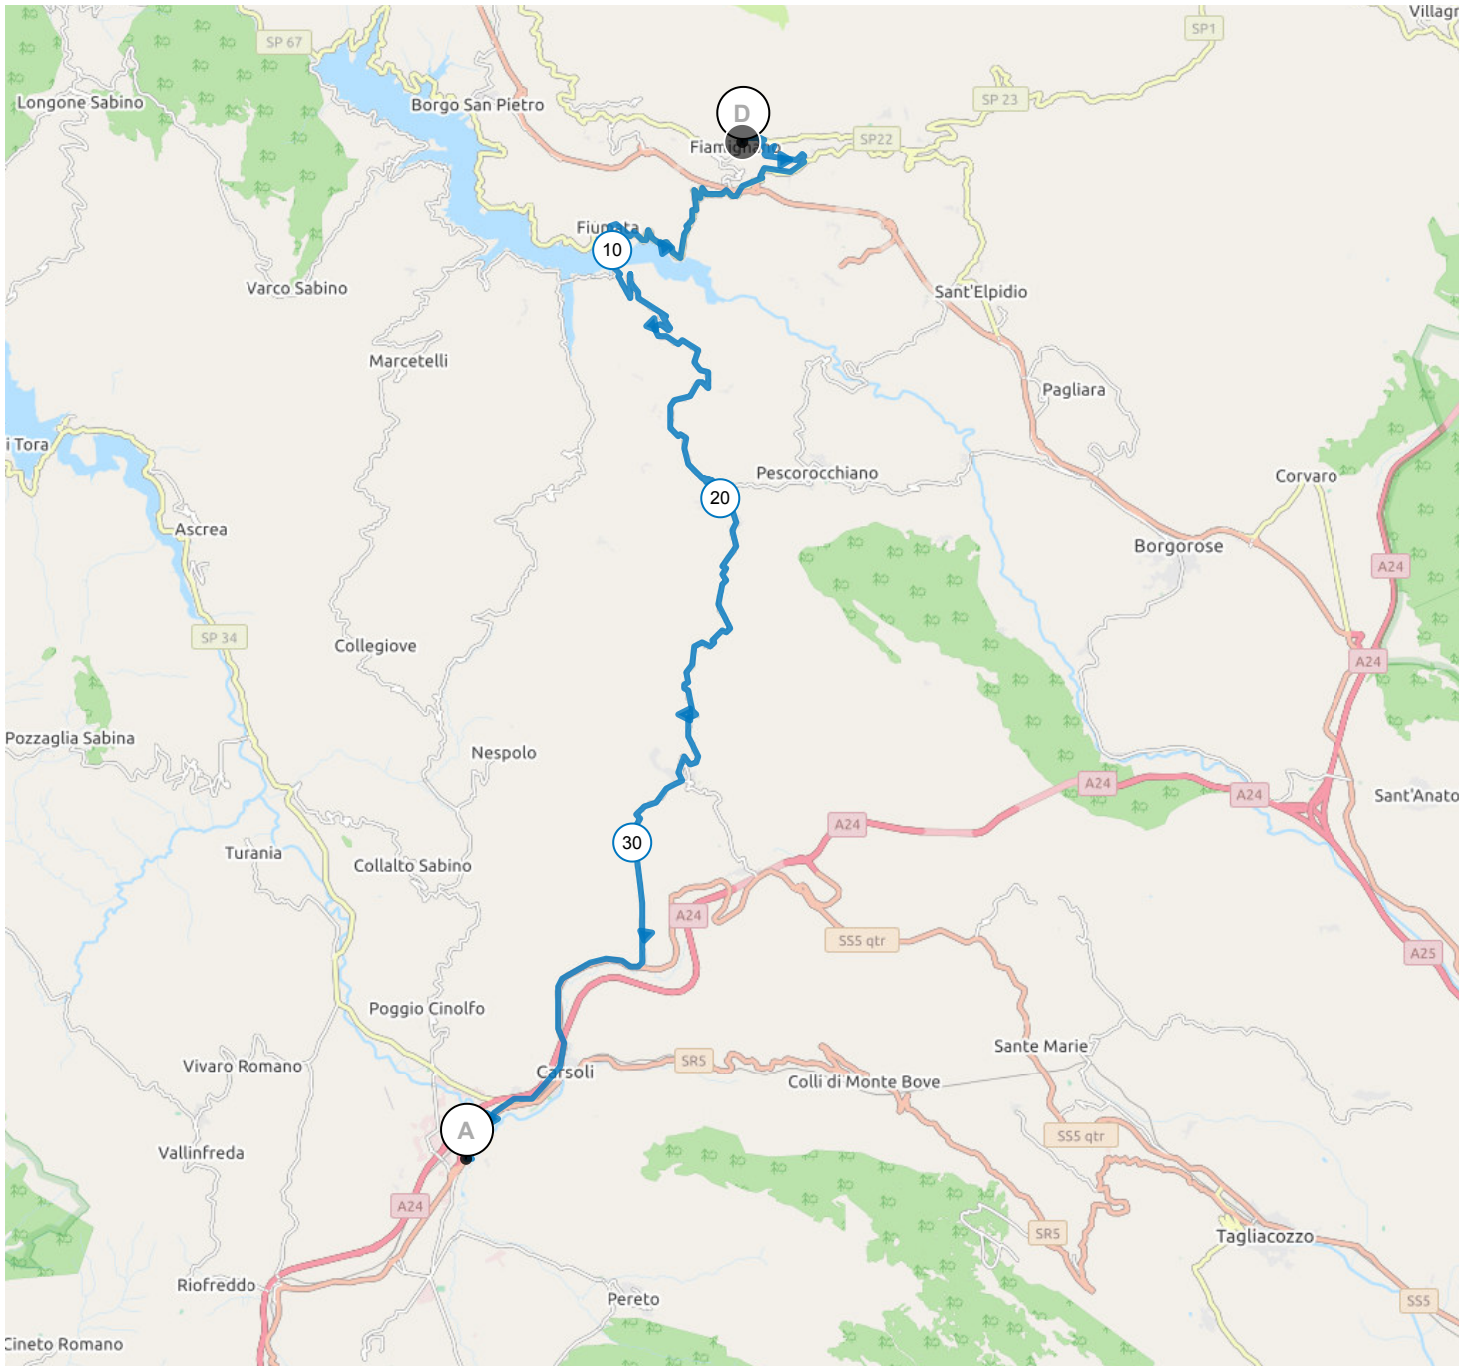 Villagr
SP1
SP 67
Longone Sabino
Borgo San Pietro
SP 23
D
SP22
Fiamignano
Fiumata
10
Varco Sabino
Sant'Elpidio
Marcetelli
Pagliara
i Tora
Pescorocchiano
Corvaro
20
Ascrea
Borgorose
A24
SP 34
Collegiove
A24
Pozzaglia Sabina
Nespolo
A24
A24
Sant'Anato
A24
30
Turania
Collalto Sabino
A24
SS5 qtr
A25
Poggio Cinolfo
Sante Marie
Vivaro Romano
SR5
Carsoli
Colli di Monte Bove
A
SS5 qtr
Vallinfreda
A24
SR5
Tagliacozzo
Riofreddo
Pereto
SS5
Cineto Romano